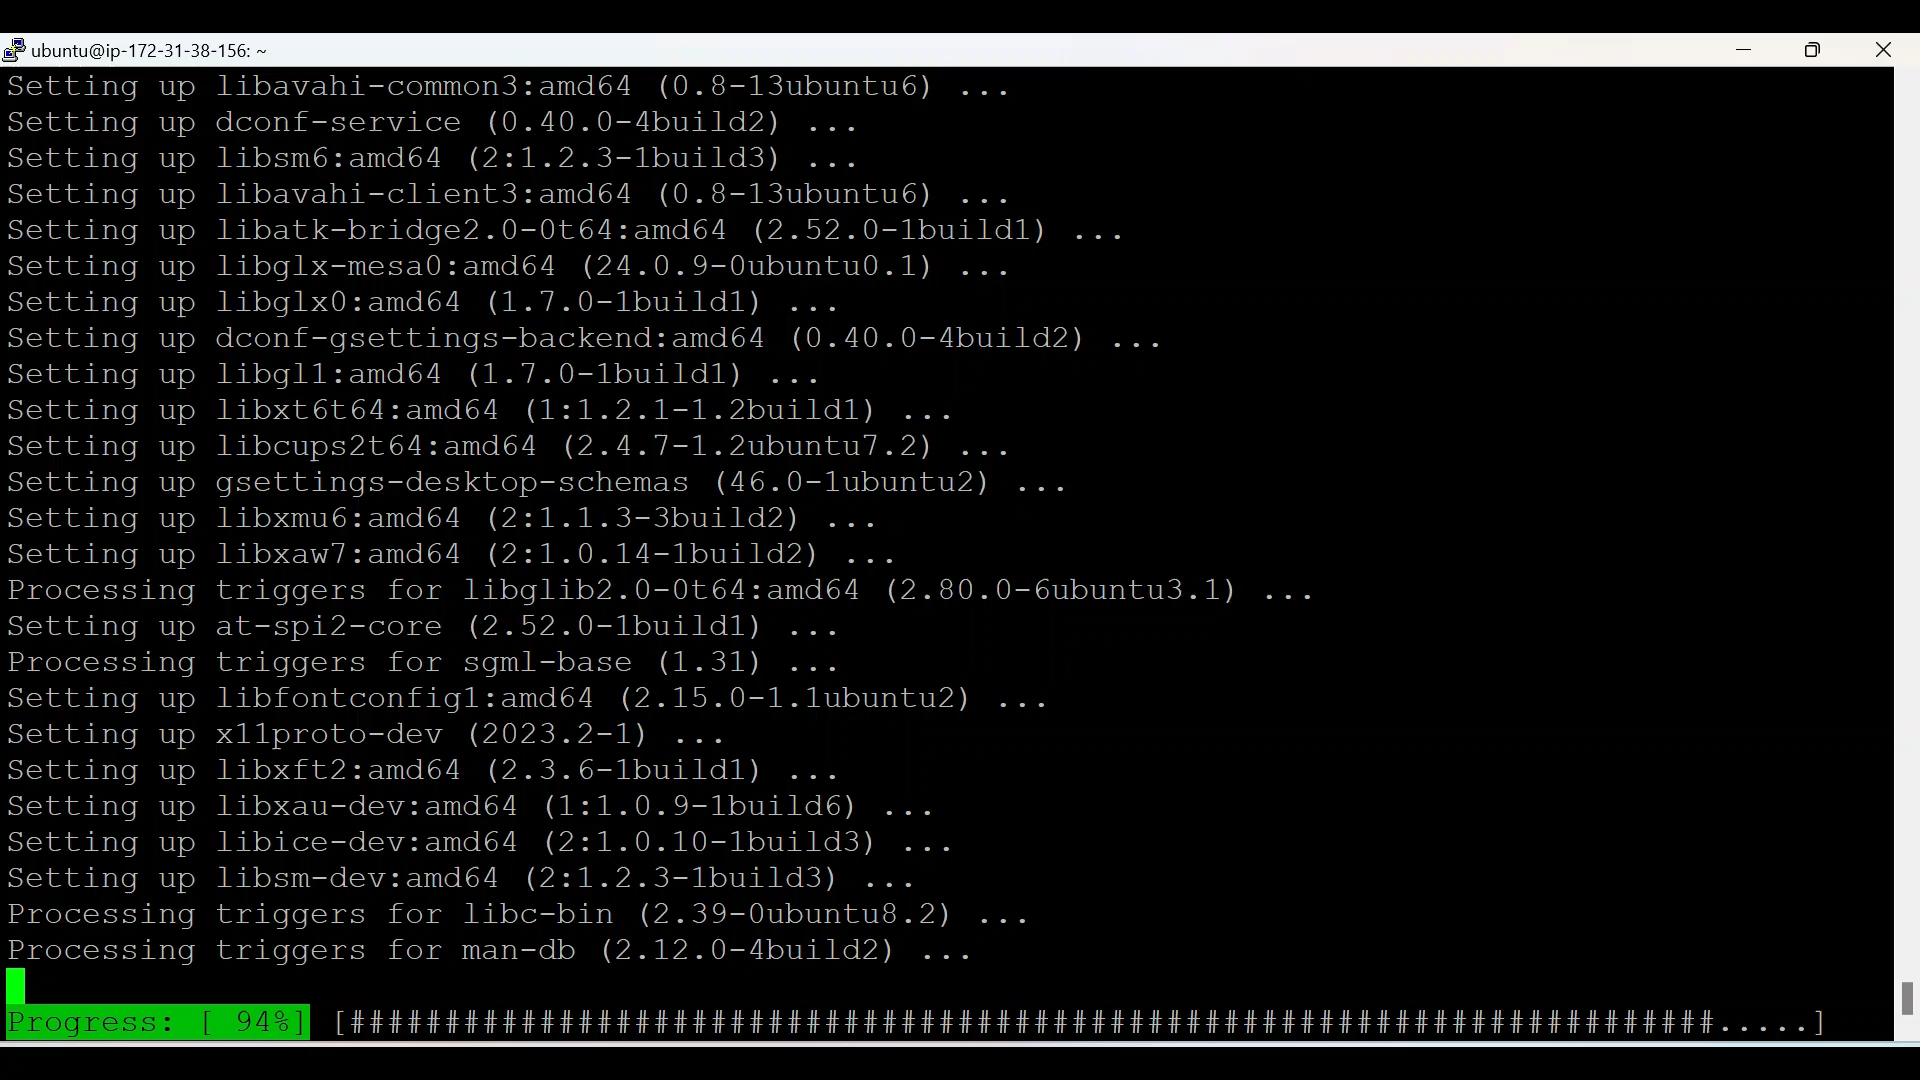 ubuntu@ip-172-31-38-156: ~
Setting up libavahi-common3:amd64 (0.8-13ubuntu6) ...
Setting up dconf-service (0.40.0-4build2) ...
Setting up libsm6:amd64 (2:1.2.3-1build3) ...
Setting up libavahi-client3:amd64 (0.8-13ubuntu6) ...
Setting up libatk-bridge2.0-0t64:amd64 (2.52.0-1build1) ...
Setting up libglx-mesa0:amd64 (24.0.9-0ubuntu0.1) ...
Setting up libglx0:amd64 (1.7.0-1build1) ...
Setting up dconf-gsettings-backend:amd64 (0.40.0-4build2) ...
Setting up libgl1:amd64 (1.7.0-1build1) ...
Setting up libxt6t64:amd64 (1:1.2.1-1.2build1) ...
Setting up libcups2t64:amd64 (2.4.7-1.2ubuntu7.2) ...
Setting up gsettings-desktop-schemas (46.0-1ubuntu2) ...
Setting up libxmu6:amd64 (2:1.1.3-3build2) ...
Setting up libxaw7:amd64 (2:1.0.14-1build2) ...
Processing triggers for libglib2.0-0t64:amd64 (2.80.0-6ubuntu3.1) ...
Setting up at-spi2-core (2.52.0-1build1) ...
Processing triggers for sgml-base (1.31) ...
Setting up libfontconfig1:amd64 (2.15.0-1.1ubuntu2) ...
Setting up x11proto-dev (2023.2-1) ...
Setting up libxft2:amd64 (2.3.6-1build1) ...
Setting up libxau-dev:amd64 (1:1.0.9-1build6) ...
Setting up libice-dev:amd64 (2:1.0.10-1build3) ...
Setting up libsm-dev:amd64 (2:1.2.3-1build3) ...
Processing triggers for libc-bin (2.39-0ubuntu8.2) ...
Processing triggers for man-db (2.12.0-4build2) ...
Progress: [ 94%] [########################################################################.....]